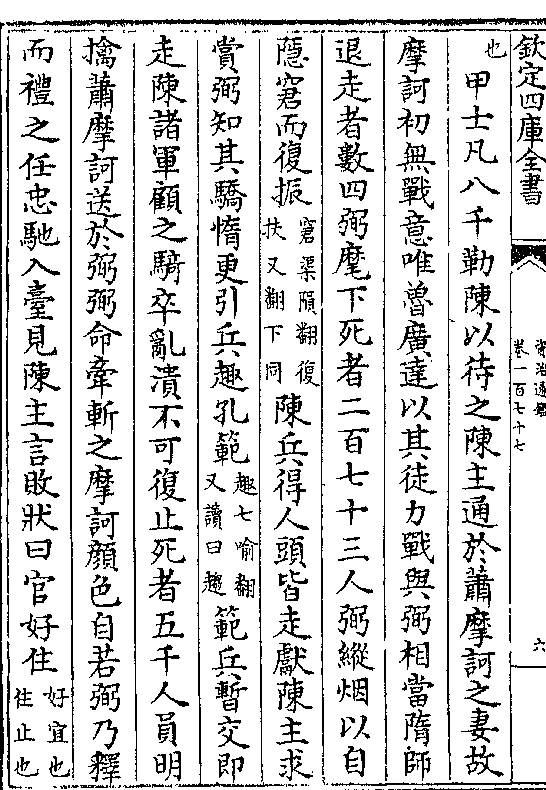 欽定四庫全書
資治通鑑
卷一百七十七
六
也
甲士凡八千勒陳以待之陳主通於蕭摩訶之妻故
摩訶初無戰意唯魯廣達以其徒力戰與弼相當隋師
退走者數四弼麾下死者二百七十三人弼縱烟以自
隱窘而復振窘渠隕翻復扶又翻下同陳兵得人頭皆走獻陳主求
賞弼知其驕惰更引兵趣孔範趣七喻翻又讀曰趨範兵暫交即
走陳諸軍顧之騎卒亂潰不可復止死者五千人員明
擒蕭摩訶送於弼弼命牽斬之摩訶顏色自若弼乃釋
而禮之任忠馳入臺見陳主言敗狀曰官好住好宜也住止也